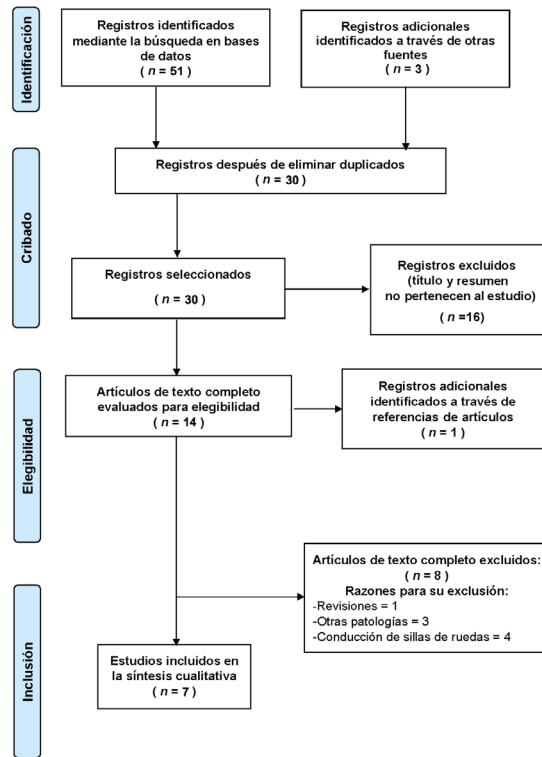 Identificación
Registros identificados
mediante la búsqueda en bases
de datos
( n = 51 )
Registros adicionales
identificados a través de otras
fuentes
( n = 3 )
Cribado
Registros después de eliminar duplicados
( n = 30 )
Registros seleccionados
( n = 30 )
Registros excluidos
(título y resumen
no pertenecen al estudio)
( n =16)
Elegibilidad
Artículos de texto completo
evaluados para elegibilidad
( n = 14 )
Registros adicionales
identificados a través de
referencias de artículos
( n = 1 )
Inclusión
Artículos de texto completo excluidos:
( n = 8 )
Razones para su exclusión:
-Revisiones = 1
-Otras patologías = 3
-Conducción de sillas de ruedas = 4
Estudios incluidos en
la síntesis cualitativa
( n = 7 )